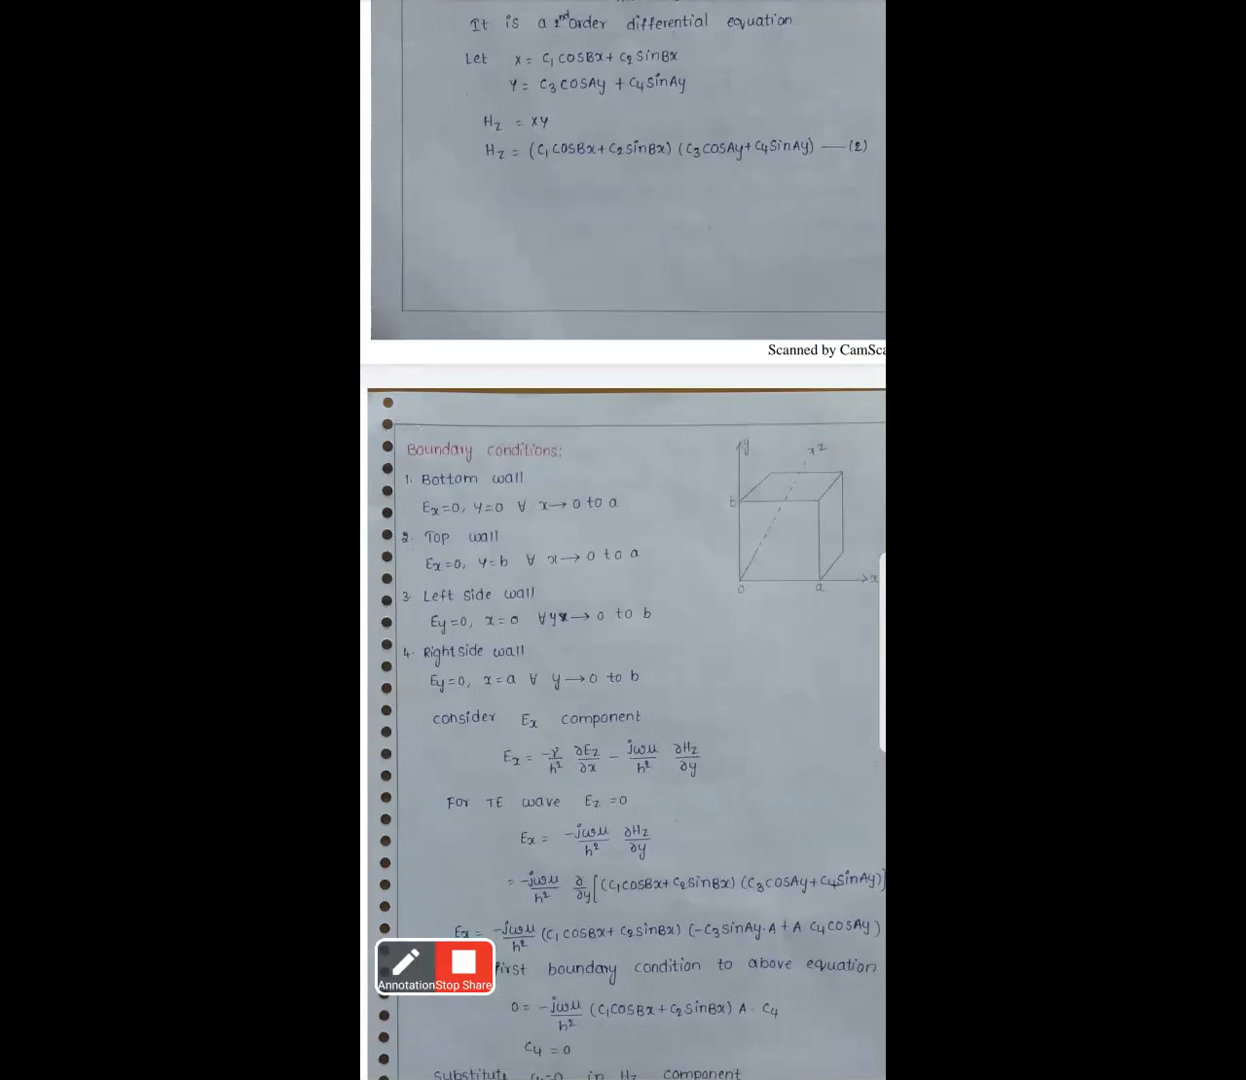 It is a 2nd order differential equation
Let X = C1 cosBx + C2 sinBx
Y = C3 cosAy + C4 sinAy
Hz = XY
Hz = (C1 cosBx + C2 sinBx) (C3 cosAy + C4 sinAy) — (2)
Scanned by CamSca
Boundary conditions:
1. Bottom wall
Ex=0, y=0 ∀ x→0 to a
2. Top wall
Ex=0, y=b ∀ x→0 to a
3. Left side wall
Ey=0, x=0 ∀y→0 to b
4. Rightside wall
Ey=0, x=a ∀ y→0 to b
y
z
b
0
a
x
consider Ex component
Ex = -γ/h² ∂Ez/∂x - jωμ/h² ∂Hz/∂y
For TE wave Ez=0
Ex = -jωμ/h² ∂Hz/∂y
= -jωμ/h² ∂/∂y[(C1 cosBx + C2 sinBx) (C3 cosAy + C4 sinAy)]
Ex = -jωμ/h² (C1 cosBx + C2 sinBx) (-C3 sinAy·A + A C4 cosAy)
first boundary condition to above equation
0 = -jωμ/h² (C1 cosBx + C2 sinBx) A · C4
C4 = 0
substitute C4=0 in Hz component
Annotation
Stop Share